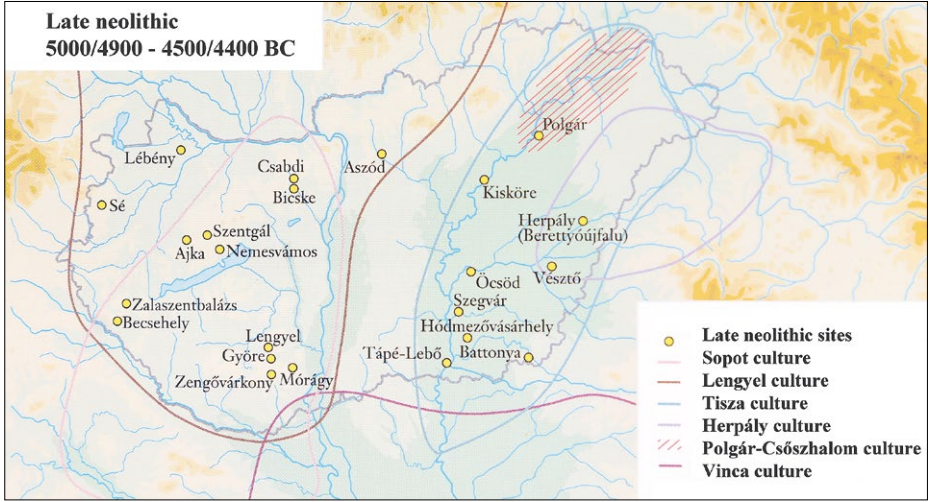 Late neolithic
5000/4900 - 4500/4400 BC
Polgár
Lébény
Csabdi
Aszód
Bicske
Kisköre
Sé
Herpály
(Berettyóújfalu)
Szentgál
Ajka
Nemesvámos
Öcsöd
Vésztő
Zalaszentbalázs
Szegvár
Becsehely
Hódmezővásárhely
Lengyel
Györe
Tápé-Lebő
Battonya
Zengővárkony
Mórágy
Late neolithic sites
Sopot culture
Lengyel culture
Tisza culture
Herpály culture
Polgár-Csőszhalom culture
Vinca culture